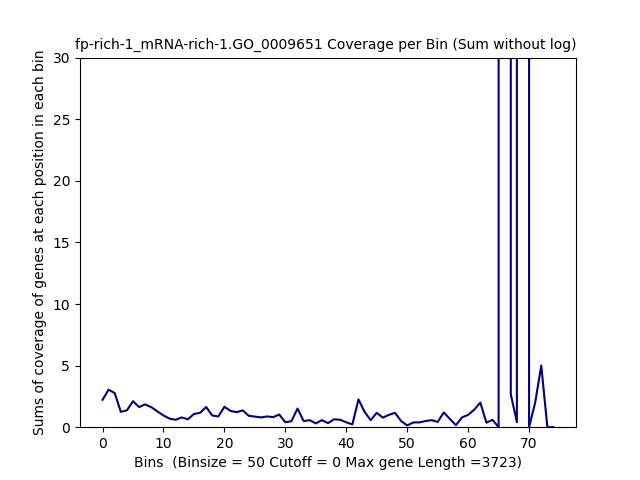 fp-rich-1_mRNA-rich-1.GO_0009651 Coverage per Bin (Sum without log)
Sums of coverage of genes at each position in each bin
30
25
20
15
10
5
0
0 10 20 30 40 50 60 70
Bins  (Binsize = 50 Cutoff = 0 Max gene Length =3723)